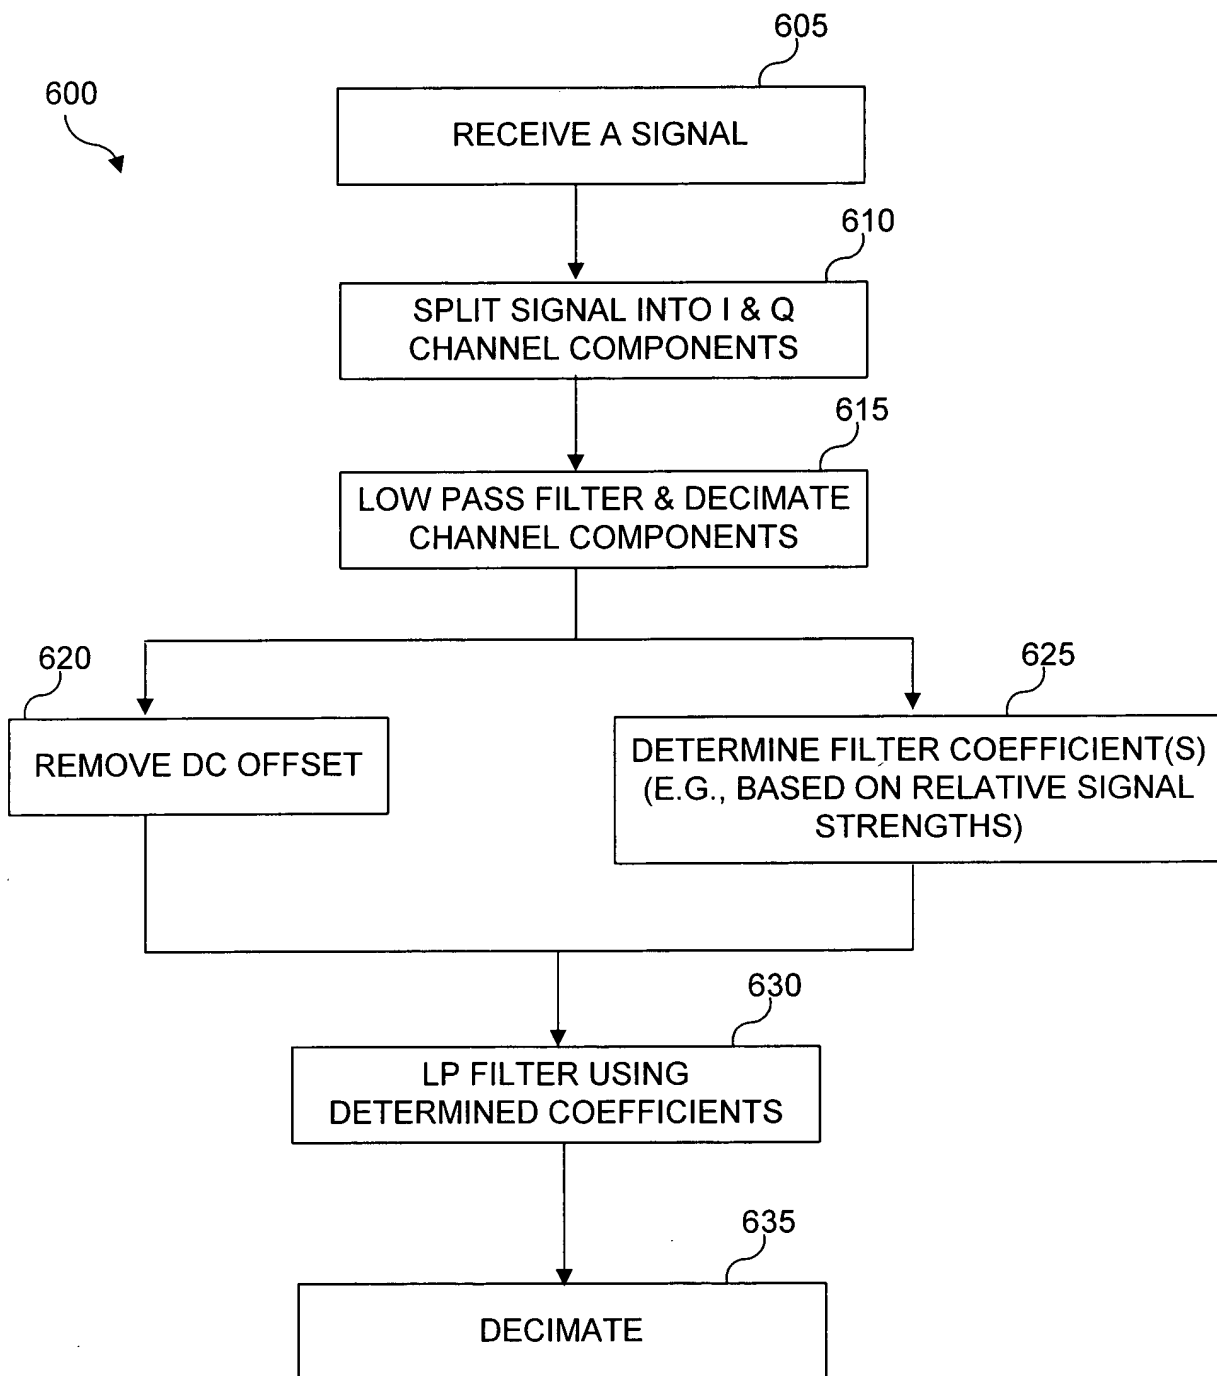 605
600
RECEIVE A SIGNAL
610
SPLIT SIGNAL INTO I & Q
CHANNEL COMPONENTS
615
LOW PASS FILTER & DECIMATE
CHANNEL COMPONENTS
620
REMOVE DC OFFSET
625
DETERMINE FILTER COEFFICIENT(S)
(E.G., BASED ON RELATIVE SIGNAL
STRENGTHS)
630
LP FILTER USING
DETERMINED COEFFICIENTS
635
DECIMATE